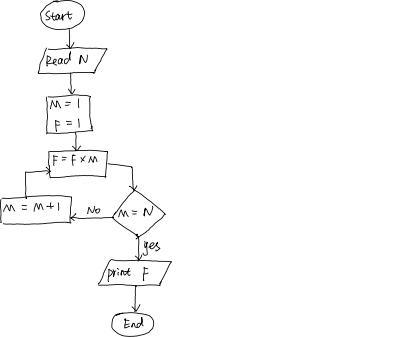 Start
Read N
M = 1
F = 1
F = F × M
M = M + 1
No
M = N
yes
print F
End